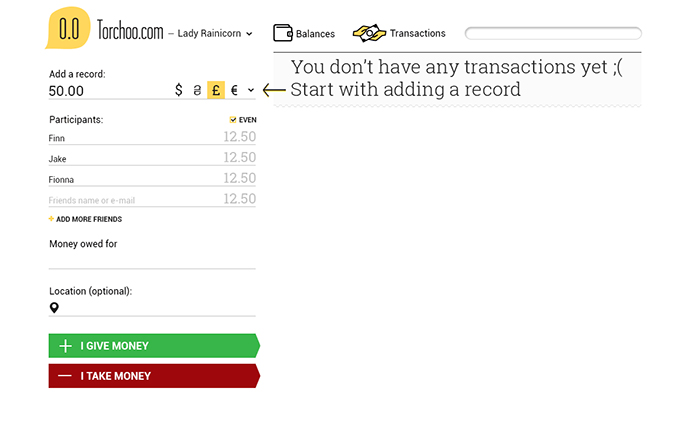 0.0 Torchoo.com – Lady Rainicorn
Balances
Transactions
Add a record:
50.00 $ ₴ £ €
You don't have any transactions yet ;(
Start with adding a record
Participants: EVEN
Finn 12.50
Jake 12.50
Fionna 12.50
Friends name or e-mail 12.50
+ ADD MORE FRIENDS
Money owed for
Location (optional):
+ I GIVE MONEY
— I TAKE MONEY